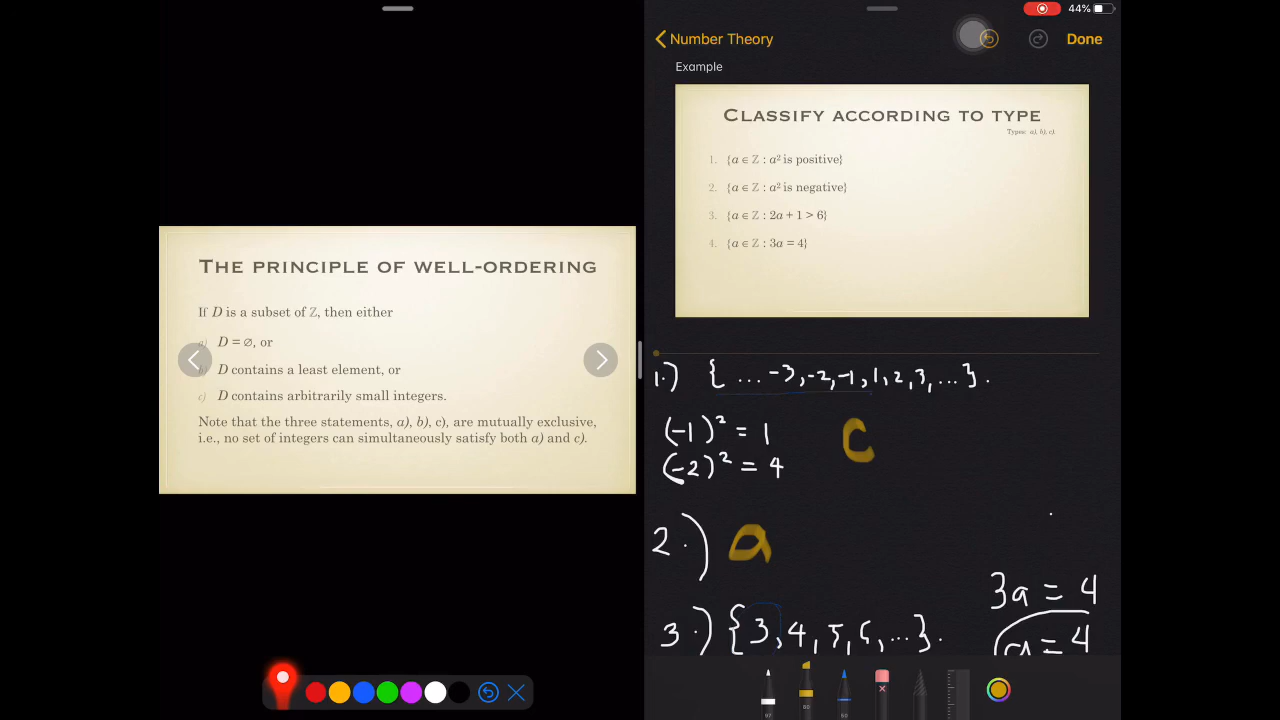 44%
Number Theory
Done
Example
CLASSIFY ACCORDING TO TYPE
Types: a), b), c).
1. {a ∈ ℤ : a² is positive}
2. {a ∈ ℤ : a² is negative}
3. {a ∈ ℤ : 2a + 1 > 6}
4. {a ∈ ℤ : 3a = 4}
THE PRINCIPLE OF WELL-ORDERING
If D is a subset of ℤ, then either
a) D = ∅, or
D contains a least element, or
c) D contains arbitrarily small integers.
Note that the three statements, a), b), c), are mutually exclusive,
i.e., no set of integers can simultaneously satisfy both a) and c).
1.) { ... -3, -2, -1, 1, 2, 3, ... }.
(-1)² = 1
C
(-2)² = 4
2.) a
3a = 4
3.) {3, 4, 5, 6, ... }.
= 4
97
80
50